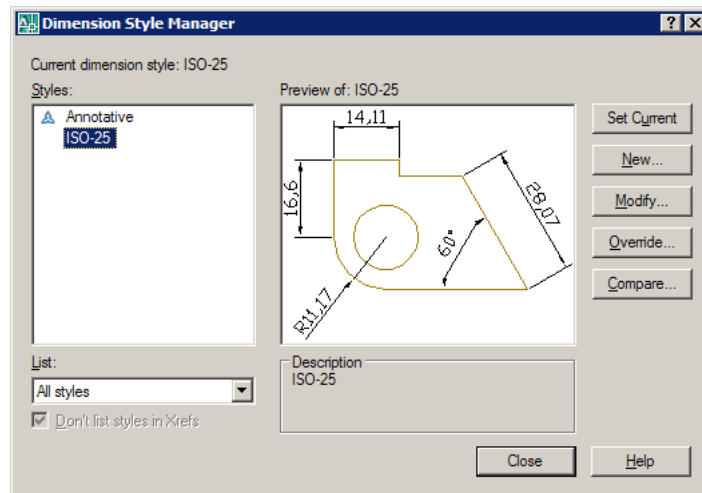 Dimension Style Manager
Current dimension style: ISO-25
Styles:
Annotative
ISO-25
Preview of: ISO-25
14,11
16,6
28,07
60°
R11,17
Set Current
New...
Modify...
Override...
Compare...
List:
All styles
Don't list styles in Xrefs
Description
ISO-25
Close
Help